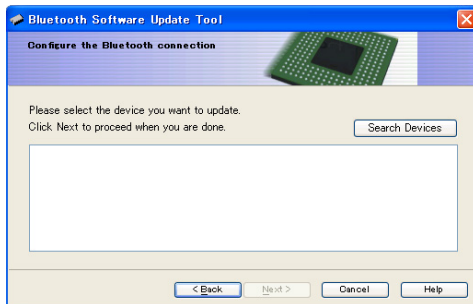 Bluetooth Software Update Tool
Configure the Bluetooth connection
Please select the device you want to update.
Click Next to proceed when you are done.
Search Devices
< Back
Next >
Cancel
Help